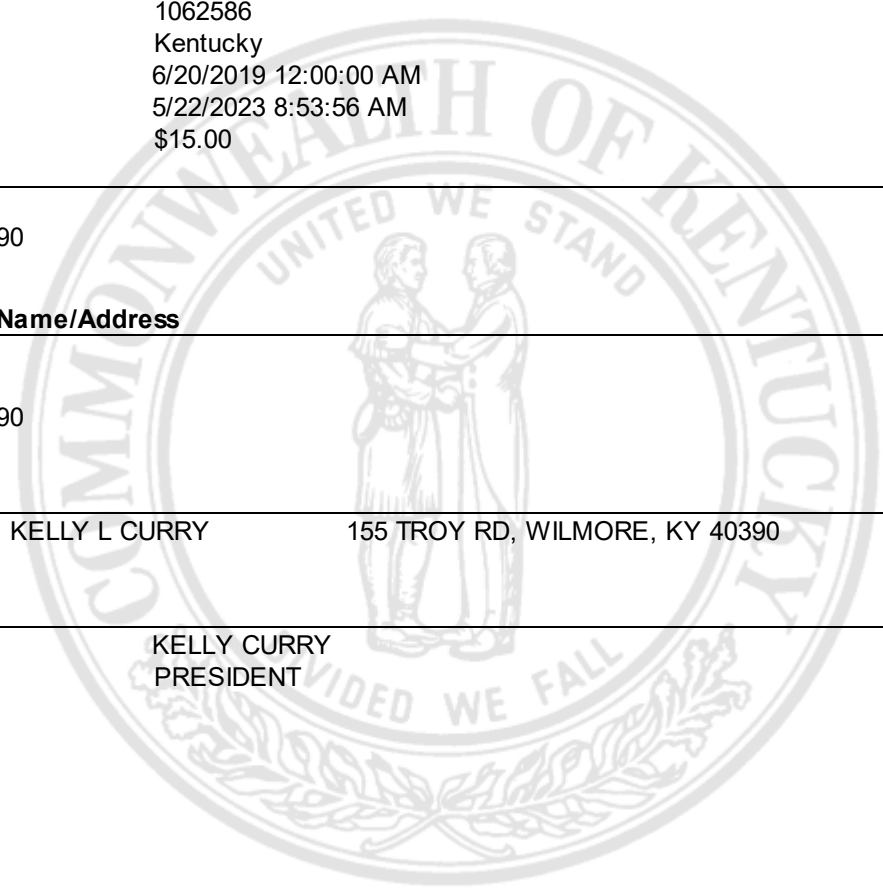 1062586
Kentucky
6/20/2019 12:00:00 AM
5/22/2023 8:53:56 AM
$15.00
90
Name/Address
90
KELLY L CURRY 155 TROY RD, WILMORE, KY 40390
KELLY CURRY
PRESIDENT
COMMONWEALTH OF KENTUCKY
UNITED WE STAND
DIVIDED WE FALL